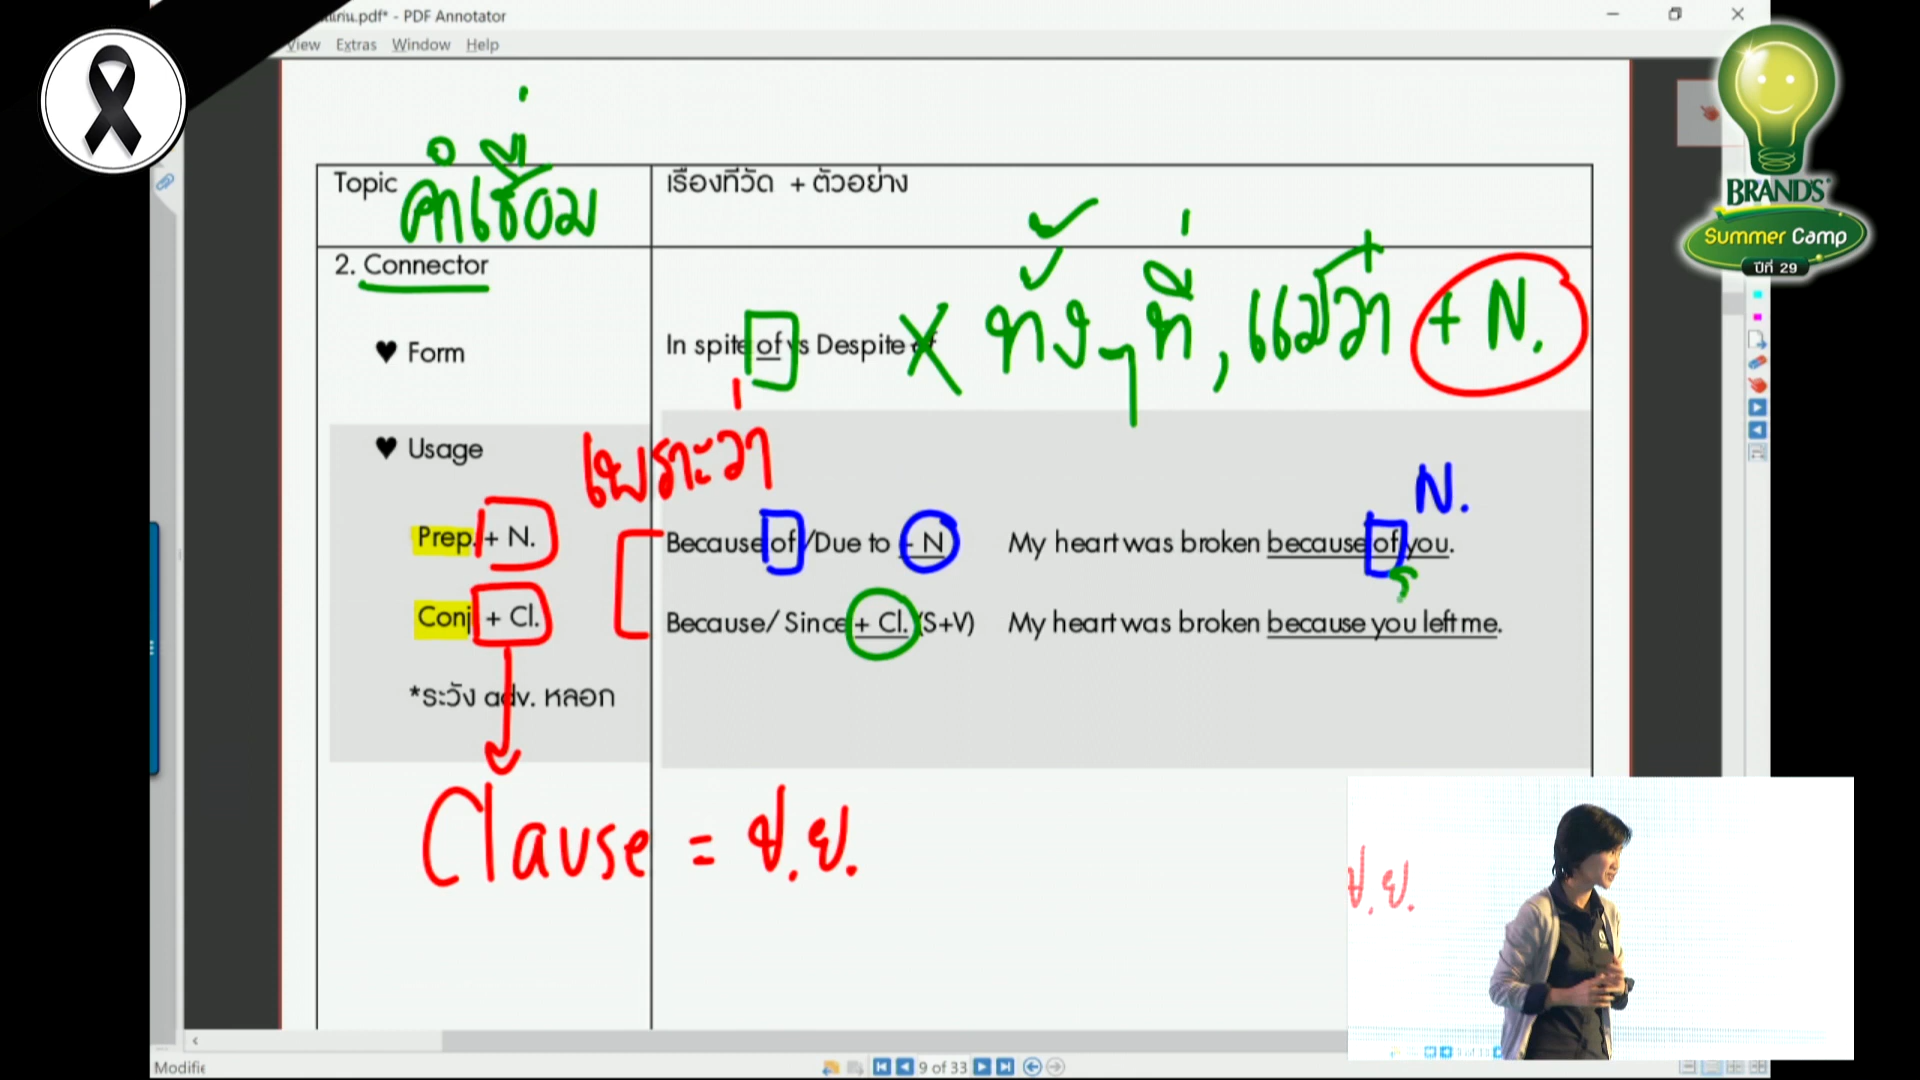 แกน.pdf* - PDF Annotator
View Extras Window Help
BRAND'S
Summer Camp
ปีที่ 29
Topic
คำเชื่อม
เรื่องที่วัด + ตัวอย่าง
2. Connector
♥ Form
In spite of vs Despite of
X ทั้งๆที่, แม้ว่า + N.
♥ Usage
เพราะว่า
N.
Prep. + N.
Because of /Due to + N
My heart was broken because of you.
Conj + Cl.
Because/ Since + Cl. (S+V)
My heart was broken because you left me.
*ระวัง adv. หลอก
Clause = ป.ย.
ป.ย.
9 of 33